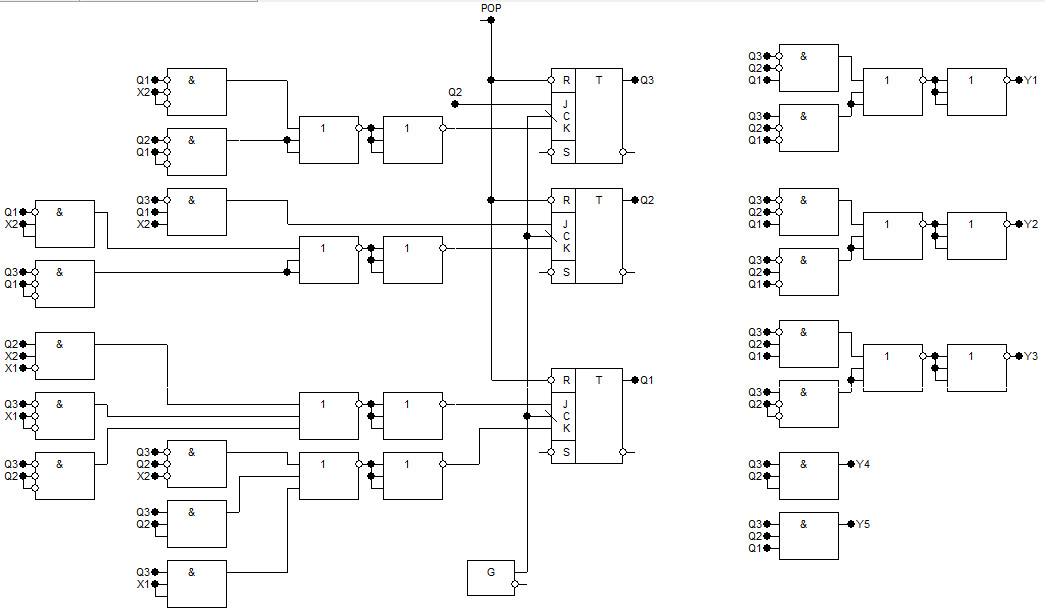 POP
Q3 & Q2 Q1
Q1 & X2
R T Q3
1 1 Y1
Q2
J C K S
Q3 & Q2 Q1
1 1
Q2 & Q1
Q3 & Q1 X2
R T Q2
Q3 & Q2 Q1
Q1 & X2
J C K S
1 1 Y2
1 1
Q3 & Q1
Q3 & Q2 Q1
Q3 & Q2 Q1
Q2 & X2 X1
1 1 Y3
R T Q1
Q3 & Q2
Q3 & X1
1 1
J C K S
Q3 & Q2 X2
Q3 & Q2
1 1
Q3 & Q2 Y4
Q3 & Q2
Q3 & Q2 Q1 Y5
Q3 & X1
G